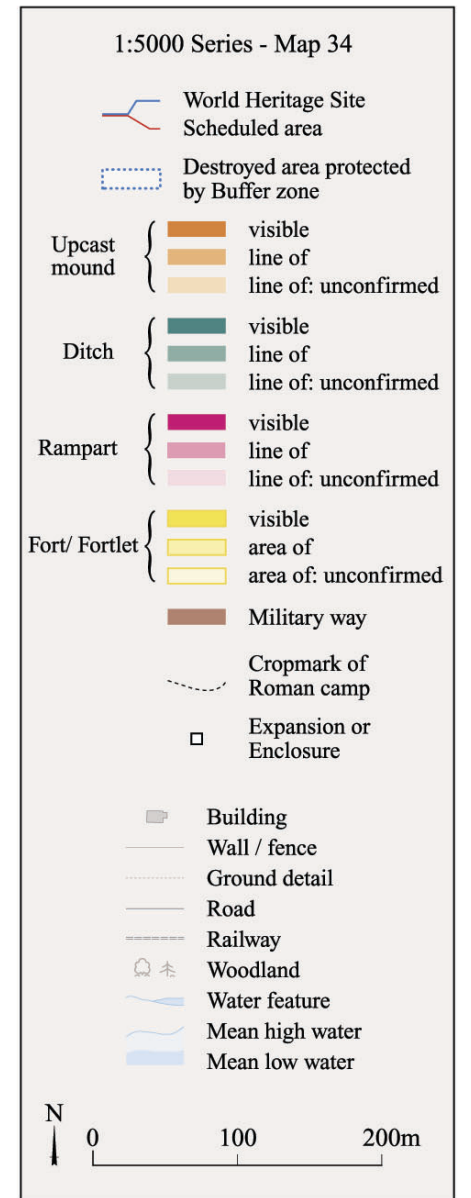 1:5000 Series - Map 34
World Heritage Site
Scheduled area
Destroyed area protected
by Buffer zone
Upcast
mound
visible
line of
line of: unconfirmed
Ditch
visible
line of
line of: unconfirmed
Rampart
visible
line of
line of: unconfirmed
Fort/ Fortlet
visible
area of
area of: unconfirmed
Military way
Cropmark of
Roman camp
Expansion or
Enclosure
Building
Wall / fence
Ground detail
Road
Railway
Woodland
Water feature
Mean high water
Mean low water
N
0 100 200m